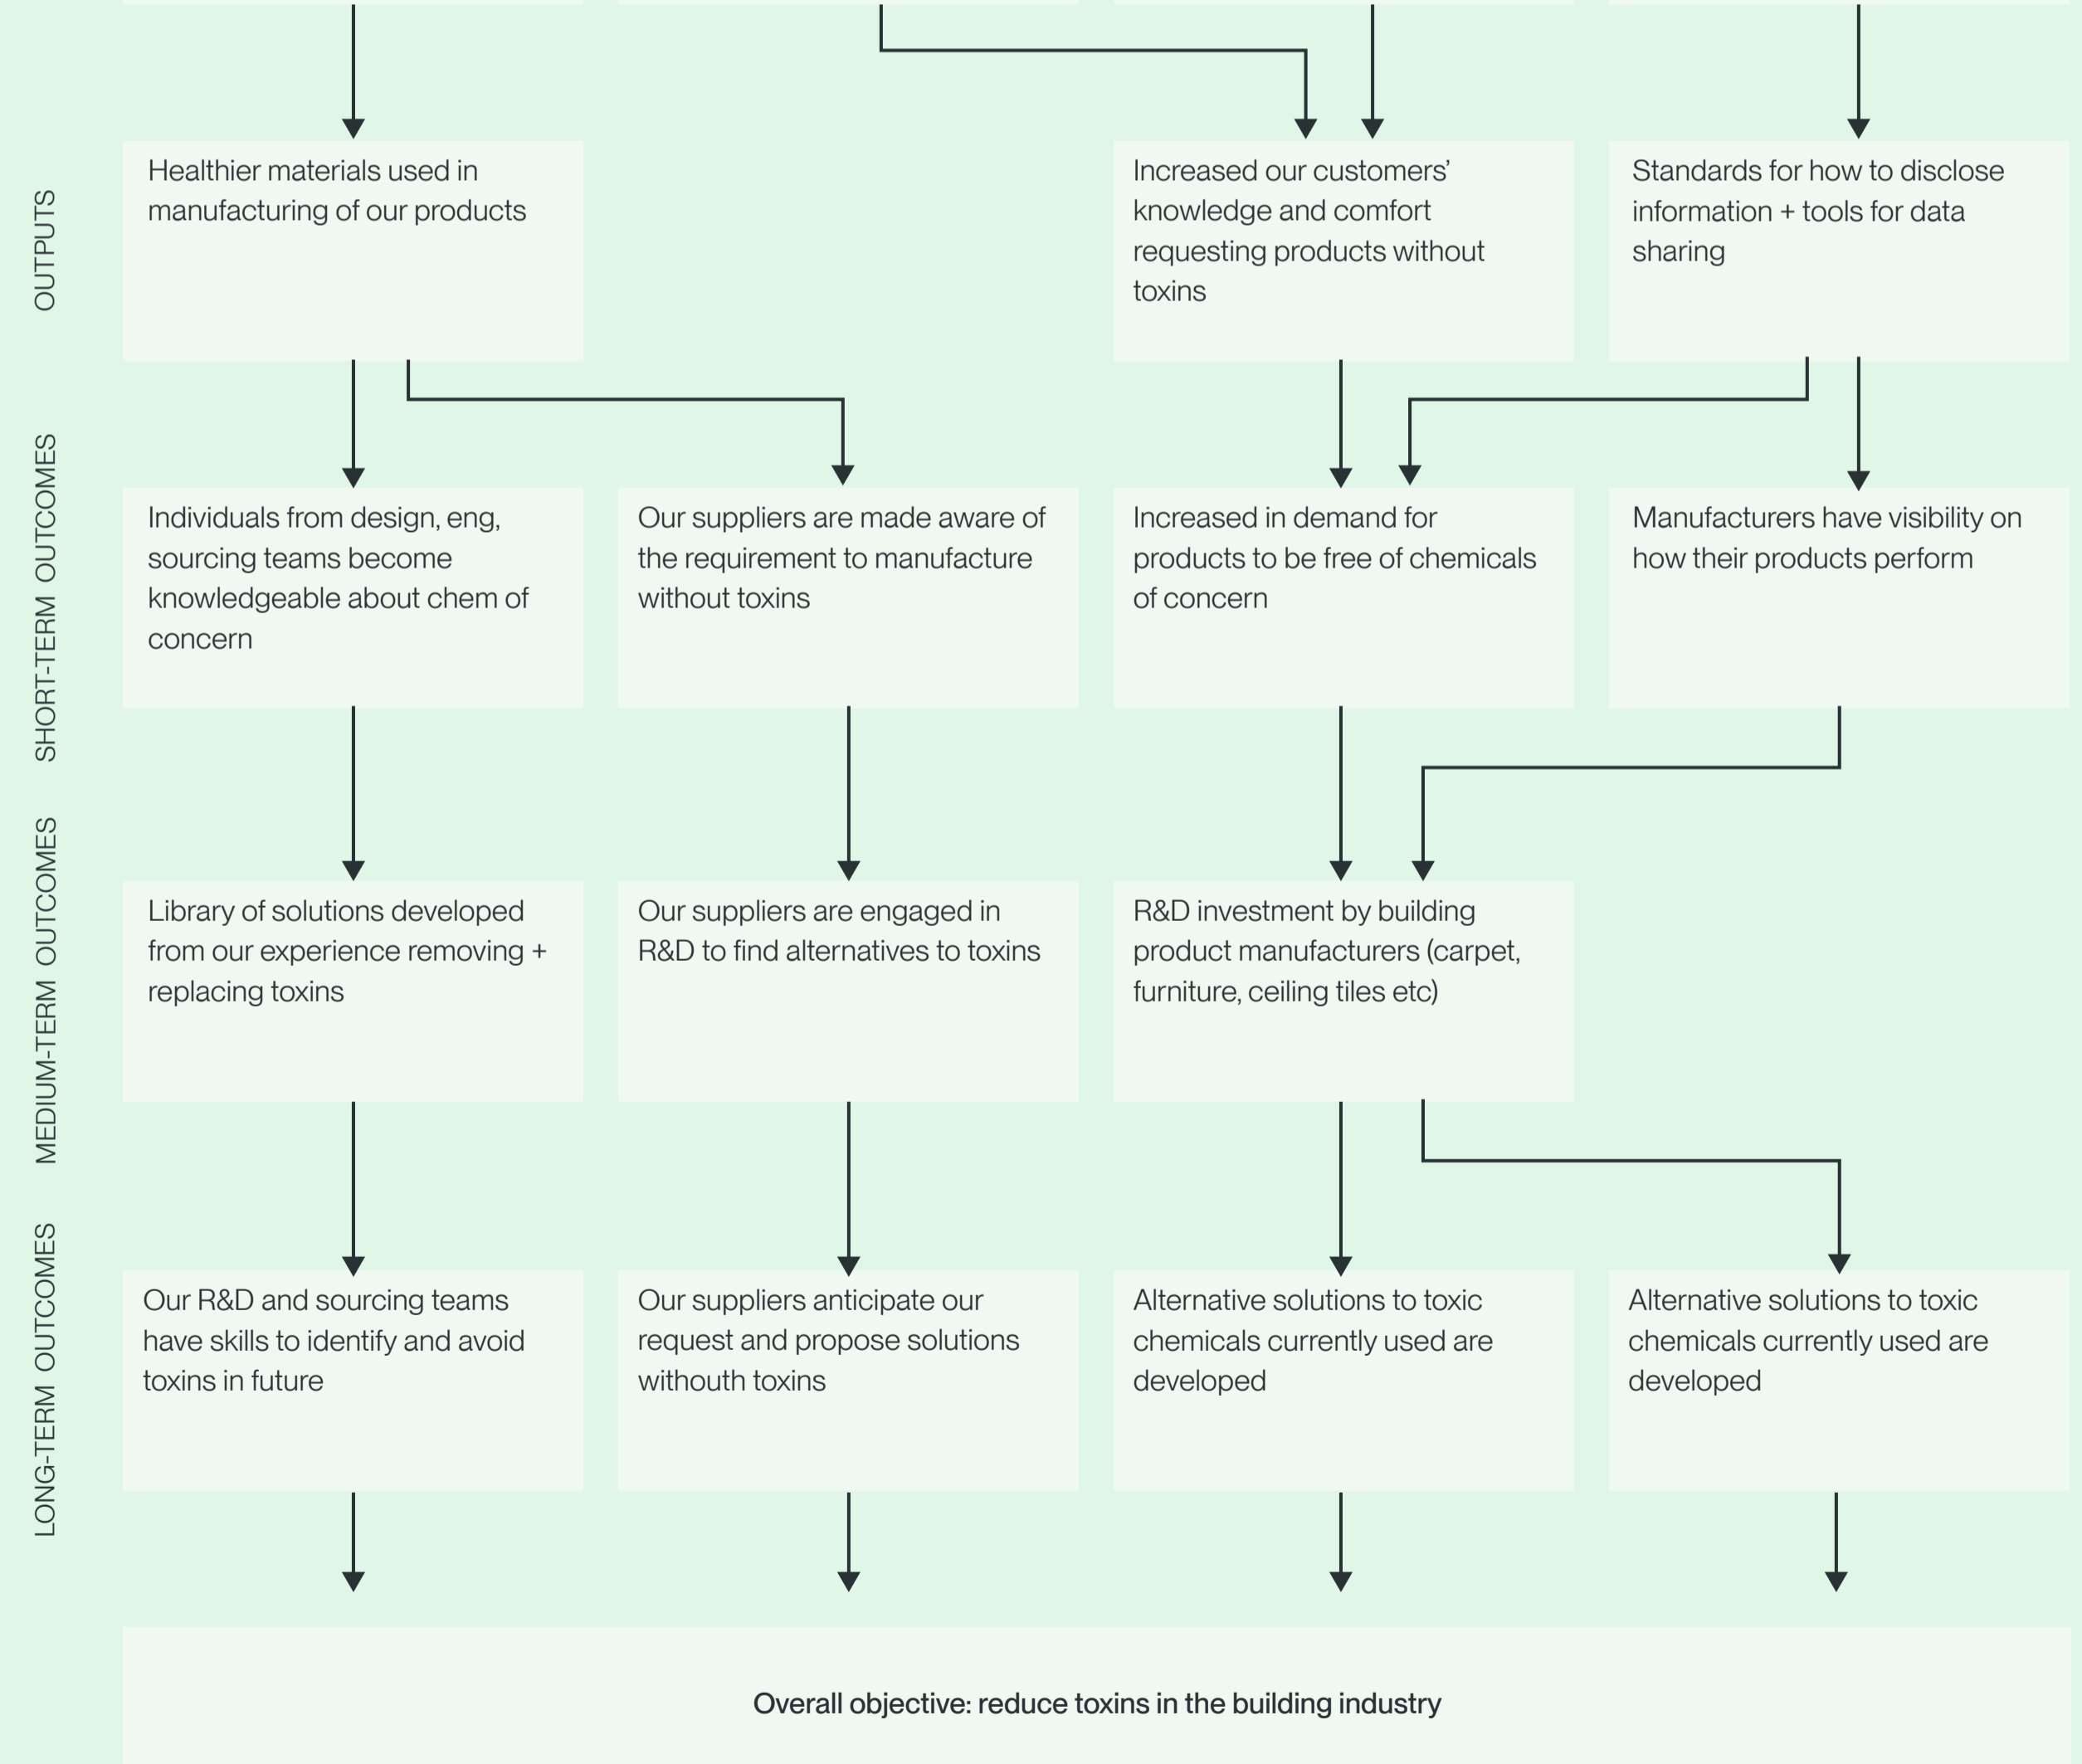 OUTPUTS
Healthier materials used in
manufacturing of our products
Increased our customers’
knowledge and comfort
requesting products without
toxins
Standards for how to disclose
information + tools for data
sharing
SHORT-TERM OUTCOMES
Individuals from design, eng,
sourcing teams become
knowledgeable about chem of
concern
Our suppliers are made aware of
the requirement to manufacture
without toxins
Increased in demand for
products to be free of chemicals
of concern
Manufacturers have visibility on
how their products perform
MEDIUM-TERM OUTCOMES
Library of solutions developed
from our experience removing +
replacing toxins
Our suppliers are engaged in
R&D to find alternatives to toxins
R&D investment by building
product manufacturers (carpet,
furniture, ceiling tiles etc)
LONG-TERM OUTCOMES
Our R&D and sourcing teams
have skills to identify and avoid
toxins in future
Our suppliers anticipate our
request and propose solutions
withouth toxins
Alternative solutions to toxic
chemicals currently used are
developed
Alternative solutions to toxic
chemicals currently used are
developed
Overall objective: reduce toxins in the building industry